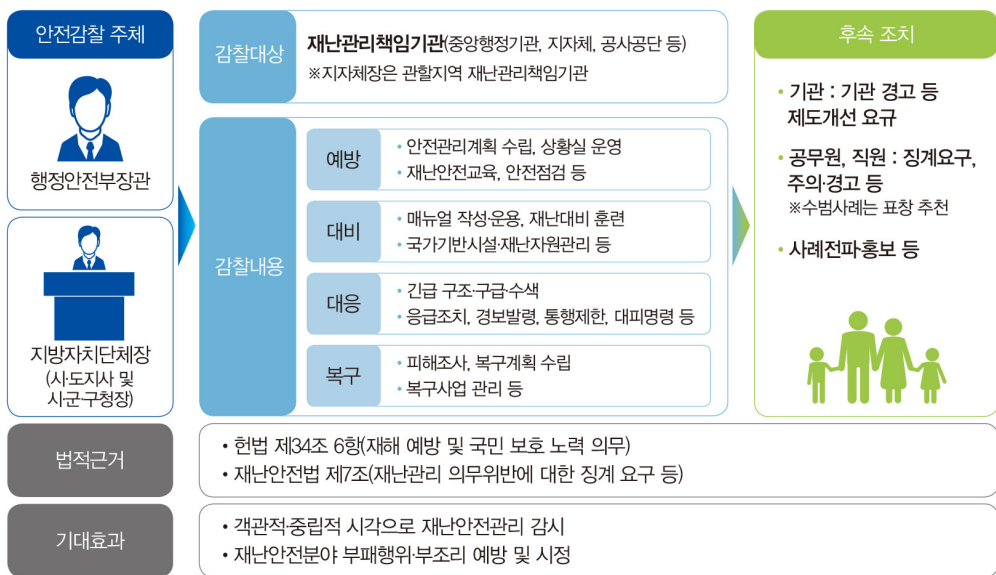 안전감찰 주체
행정안전부장관
지방자치단체장
(시·도지사 및
시·군·구청장)
감찰대상
재난관리책임기관(중앙행정기관, 지자체, 공사공단 등)
※지자체장은 관할지역 재난관리책임기관
감찰내용
예방
• 안전관리계획 수립, 상황실 운영
• 재난안전교육, 안전점검 등
대비
• 매뉴얼 작성·운용, 재난대비 훈련
• 국가기반시설·재난자원관리 등
대응
• 긴급 구조·구급·수색
• 응급조치, 경보발령, 통행제한, 대피명령 등
복구
• 피해조사, 복구계획 수립
• 복구사업 관리 등
후속 조치
• 기관 : 기관 경고 등
제도개선 요구
• 공무원, 직원 : 징계요구,
주의·경고 등
※수범사례는 표창 추천
• 사례전파·홍보 등
법적근거
• 헌법 제34조 6항(재해 예방 및 국민 보호 노력 의무)
• 재난안전법 제7조(재난관리 의무위반에 대한 징계 요구 등)
기대효과
• 객관적·중립적 시각으로 재난안전관리 감시
• 재난안전분야 부패행위·부조리 예방 및 시정